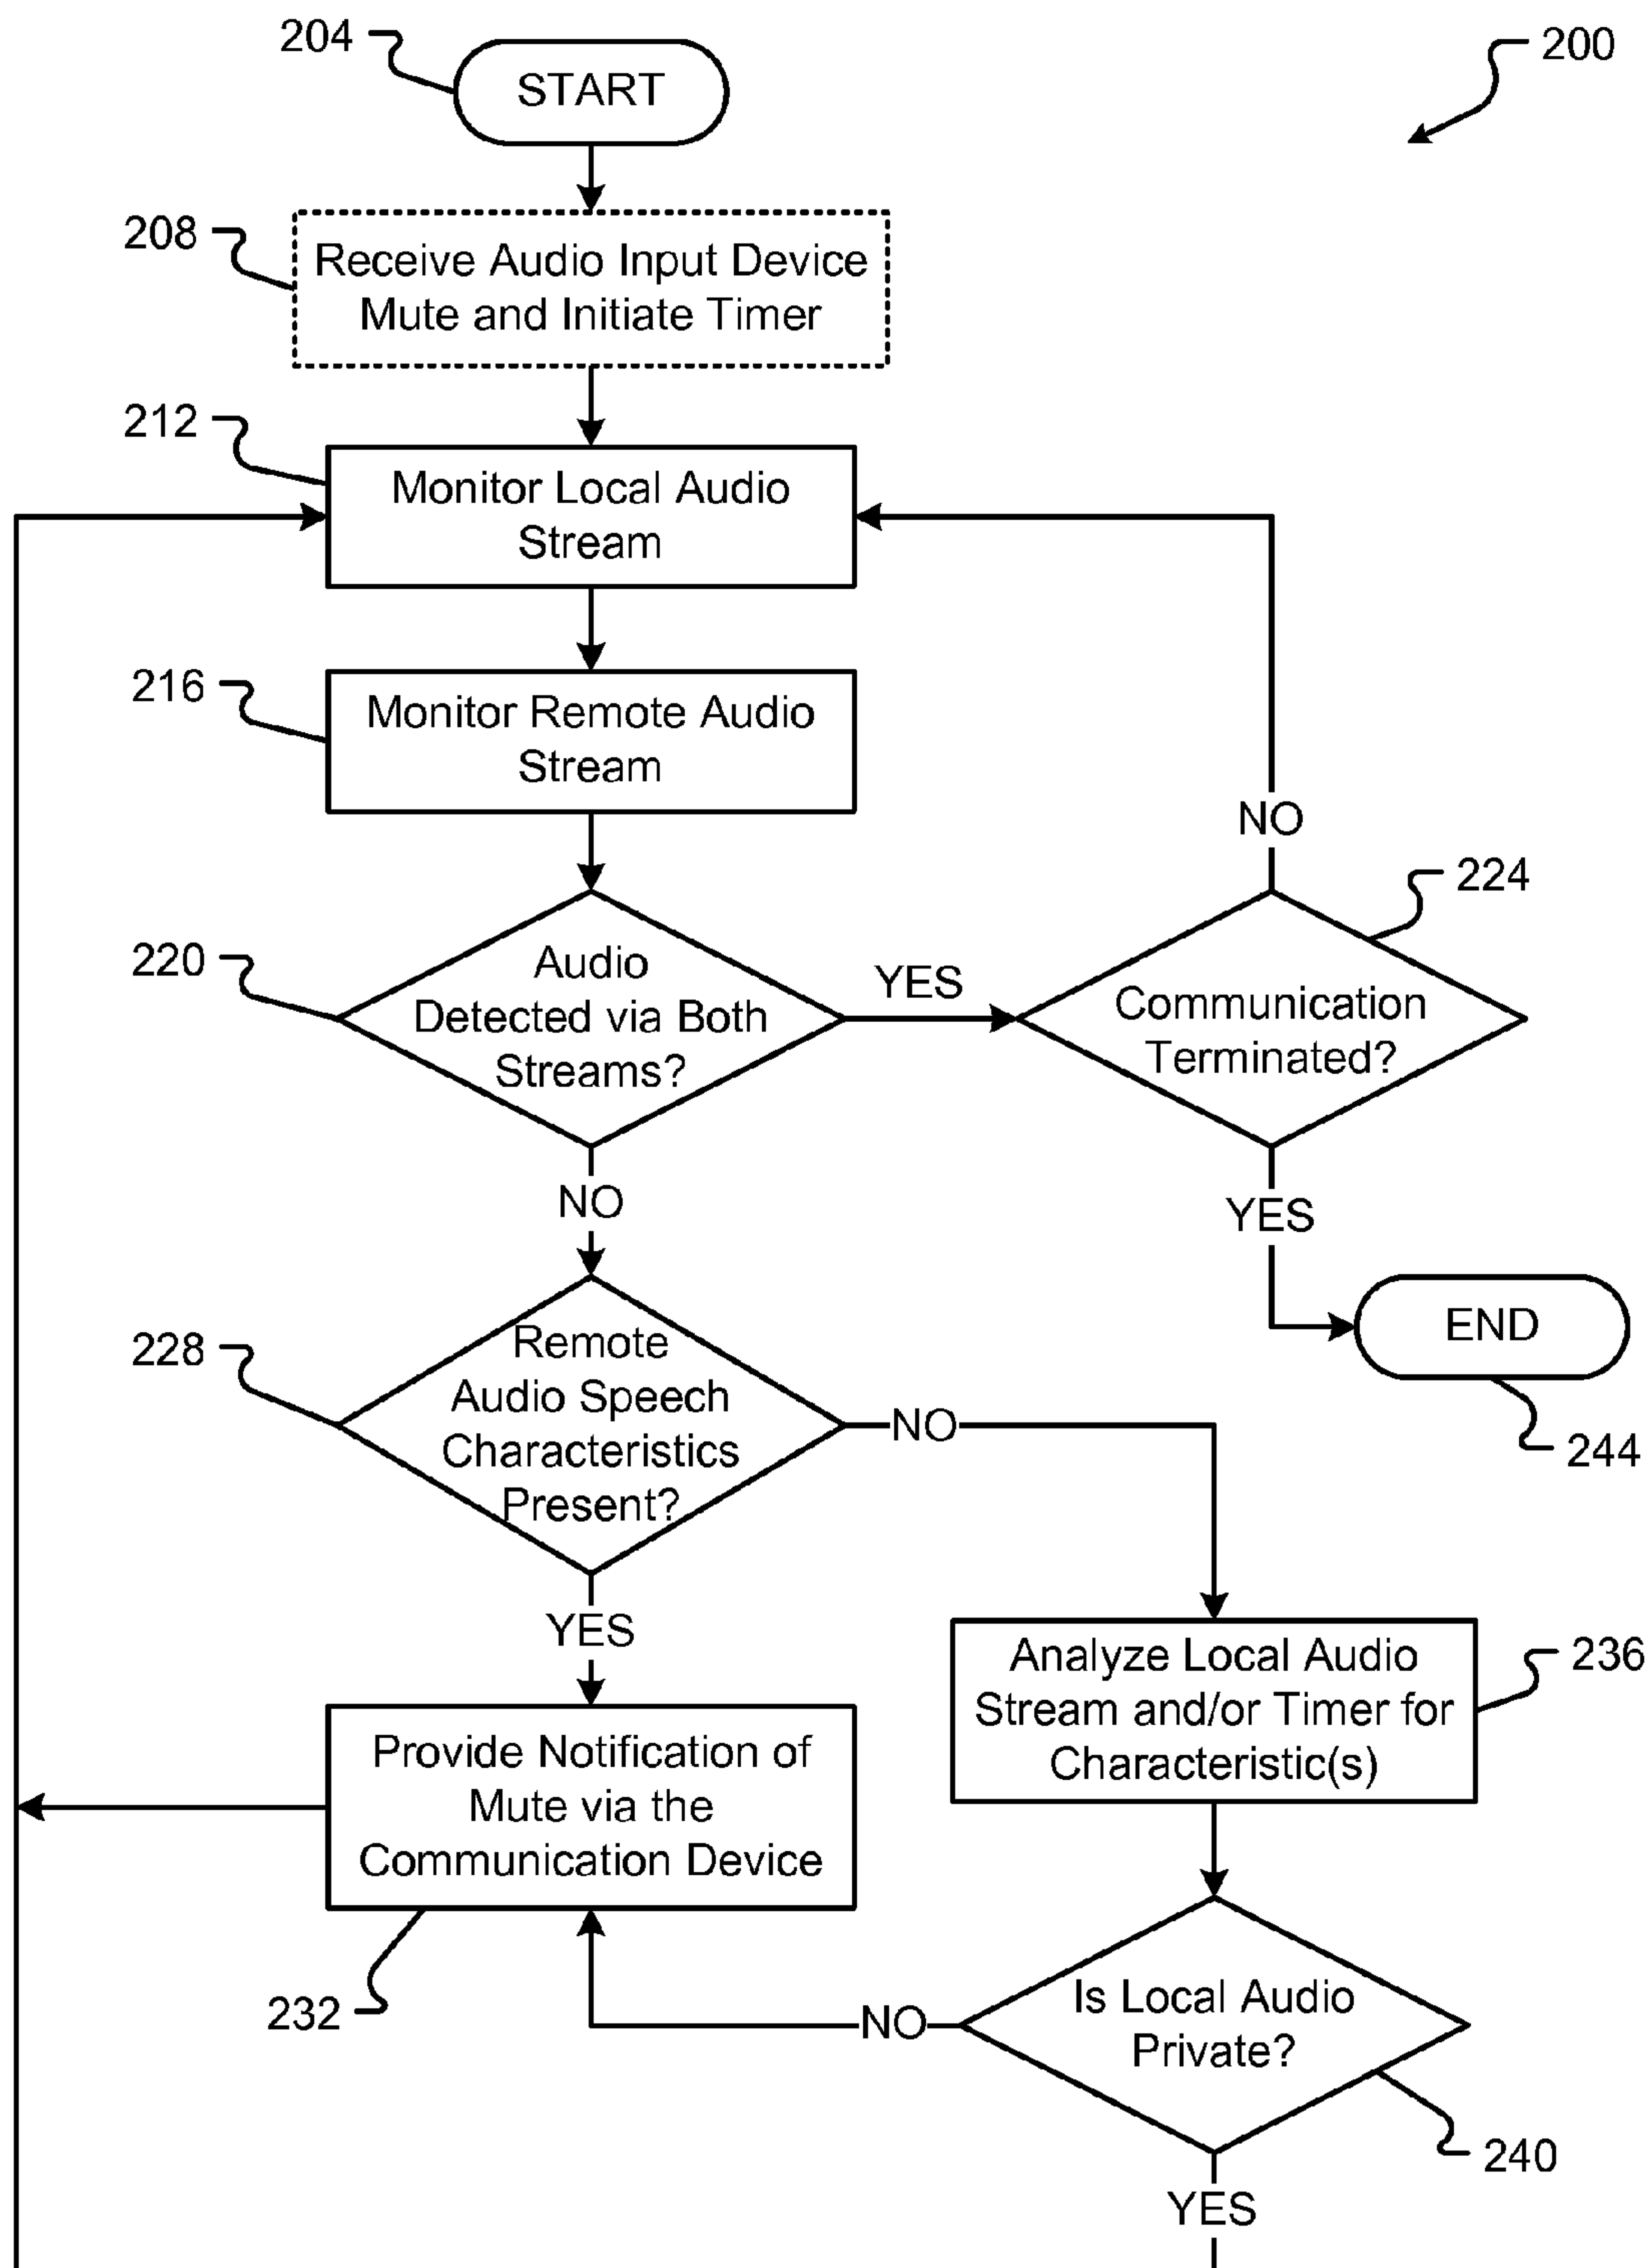 204
START
200
208
Receive Audio Input Device
Mute and Initiate Timer
212
Monitor Local Audio
Stream
216
Monitor Remote Audio
Stream
NO
224
220
Audio
Detected via Both
Streams?
YES
Communication
Terminated?
NO
YES
228
Remote
Audio Speech
Characteristics
Present?
NO
END
244
YES
Analyze Local Audio
Stream and/or Timer for
Characteristic(s)
236
Provide Notification of
Mute via the
Communication Device
232
NO
Is Local Audio
Private?
240
YES